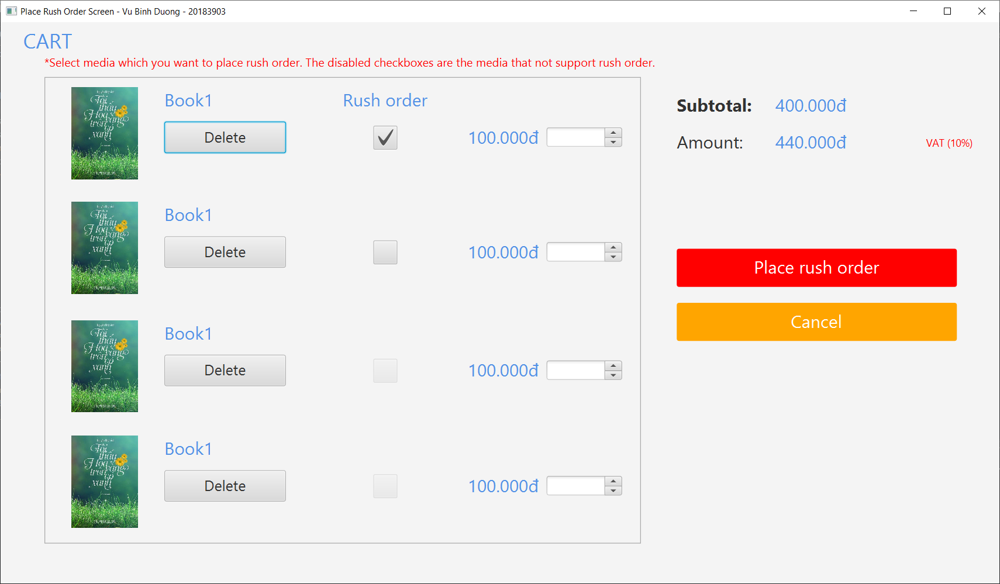 Place Rush Order Screen - Vu Binh Duong - 20183903
CART
*Select media which you want to place rush order. The disabled checkboxes are the media that not support rush order.
Book1
Rush order
Tôi
thấy
Hoa vàng
trên cỏ
xanh
Delete
100.000đ
Subtotal: 400.000đ
Amount: 440.000đ VAT (10%)
Book1
Tôi
thấy
Hoa vàng
trên cỏ
xanh
Delete
100.000đ
Place rush order
Cancel
Book1
Tôi
thấy
Hoa vàng
trên cỏ
xanh
Delete
100.000đ
Book1
Tôi
thấy
Hoa vàng
trên cỏ
xanh
Delete
100.000đ